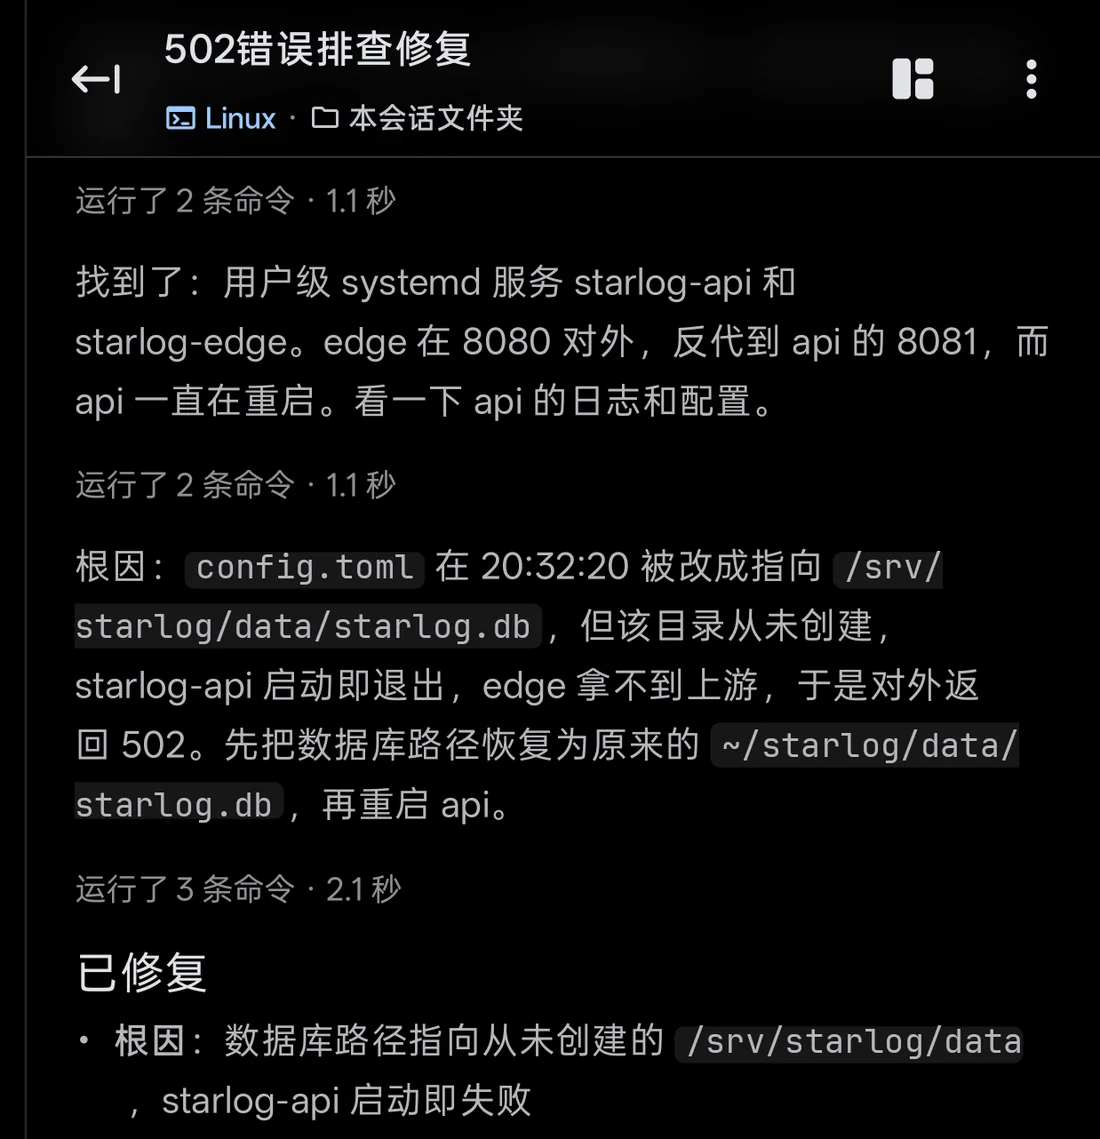 502错误排查修复
Linux · 本会话文件夹
运行了 2 条命令 · 1.1 秒
找到了：用户级 systemd 服务 starlog-api 和
starlog-edge。edge 在 8080 对外，反代到 api 的 8081，而
api 一直在重启。看一下 api 的日志和配置。
运行了 2 条命令 · 1.1 秒
根因：config.toml 在 20:32:20 被改成指向 /srv/
starlog/data/starlog.db，但该目录从未创建，
starlog-api 启动即退出，edge 拿不到上游，于是对外返
回 502。先把数据库路径恢复为原来的 ~/starlog/data/
starlog.db，再重启 api。
运行了 3 条命令 · 2.1 秒
已修复
• 根因：数据库路径指向从未创建的 /srv/starlog/data
，starlog-api 启动即失败